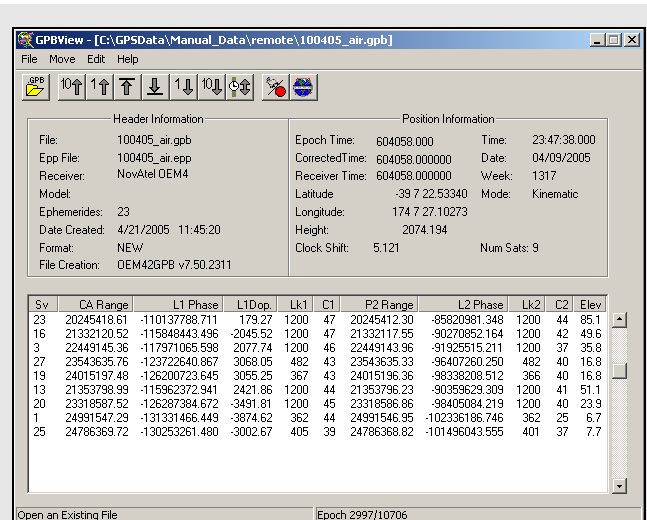 GPBView - [C:\GPSData\Manual_Data\remote\100405_air.gpb]
File Move Edit Help
GPB 10 1 1 10
Header Information Position Information
File: 100405_air.gpb Epoch Time: 604058.000 Time: 23:47:38.000
Epp File: 100405_air.epp CorrectedTime: 604058.000000 Date: 04/09/2005
Receiver: NovAtel OEM4 Receiver Time: 604058.000000 Week: 1317
Model: Latitude -39 7 22.53340 Mode: Kinematic
Ephemerides: 23 Longitude: 174 7 27.10273
Date Created: 4/21/2005 11:45:20 Height: 2074.194
Format: NEW Clock Shift: 5.121 Num Sats: 9
File Creation: OEM42GPB v7.50.2311
Sv CA Range L1 Phase L1Dop. Lk1 C1 P2 Range L2 Phase Lk2 C2 Elev
23 20245418.61 -110137788.711 179.27 1200 47 20245412.30 -85820981.348 1200 44 85.1
16 21332120.52 -115848443.496 -2045.52 1200 47 21332117.55 -90270852.164 1200 42 49.6
3 22449145.36 -117971065.598 2077.74 1200 46 22449143.96 -91925515.211 1200 37 35.8
27 23543635.76 -123722640.867 3068.05 482 43 23543635.33 -96407260.250 482 40 16.8
19 24015197.48 -126200723.645 3055.25 367 43 24015196.36 -98338208.512 366 40 16.8
13 21353798.99 -115962372.941 2421.86 1200 44 21353796.23 -90359629.309 1200 41 51.1
20 23318587.52 -126287384.672 -3491.81 1200 45 23318586.86 -98405084.219 1200 40 23.9
1 24991547.29 -131331466.449 -3874.62 362 44 24991546.95 -102336186.746 362 25 6.7
25 24786369.72 -130253261.480 -3002.67 405 39 24786368.82 -101496043.555 401 37 7.7
Open an Existing File Epoch 2997/10706